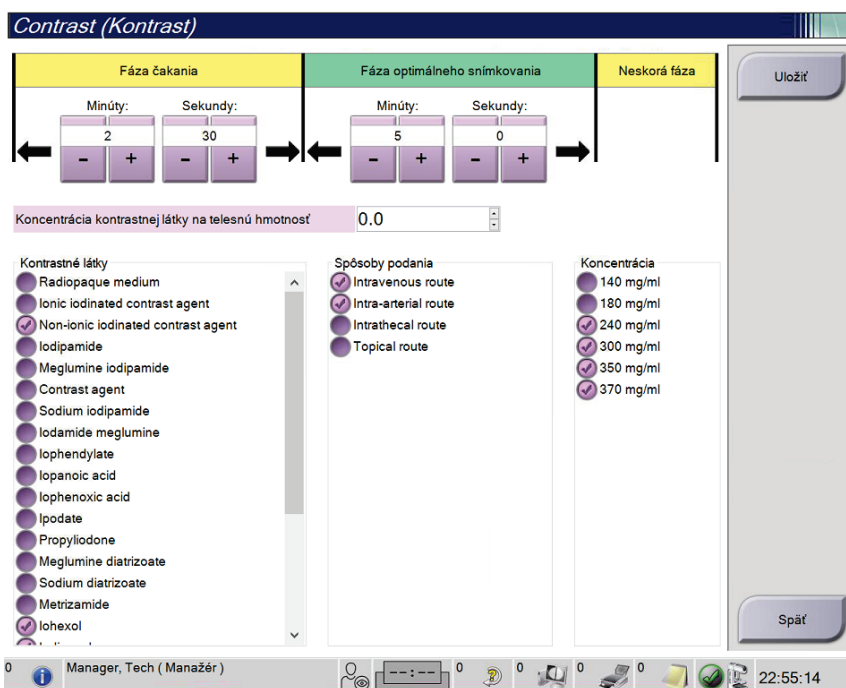 Contrast (Kontrast)
Fáza čakania
Fáza optimálneho snímkovania
Neskorá fáza
Uložiť
Minúty: Sekundy:
Minúty: Sekundy:
2 30
5 0
- + - +
- + - +
Koncentrácia kontrastnej látky na telesnú hmotnosť 0.0
Kontrastné látky
Radiopaque medium
Ionic iodinated contrast agent
Non-ionic iodinated contrast agent
Iodipamide
Meglumine iodipamide
Contrast agent
Sodium iodipamide
Iodamide meglumine
Iophendylate
Iopanoic acid
Iophenoxic acid
Ipodate
Propyliodone
Meglumine diatrizoate
Sodium diatrizoate
Metrizamide
Iohexol
Spôsoby podania
Intravenous route
Intra-arterial route
Intrathecal route
Topical route
Koncentrácia
140 mg/ml
180 mg/ml
240 mg/ml
300 mg/ml
350 mg/ml
370 mg/ml
Späť
0 Manager, Tech ( Manažér ) --:-- 0 0 0 0 22:55:14